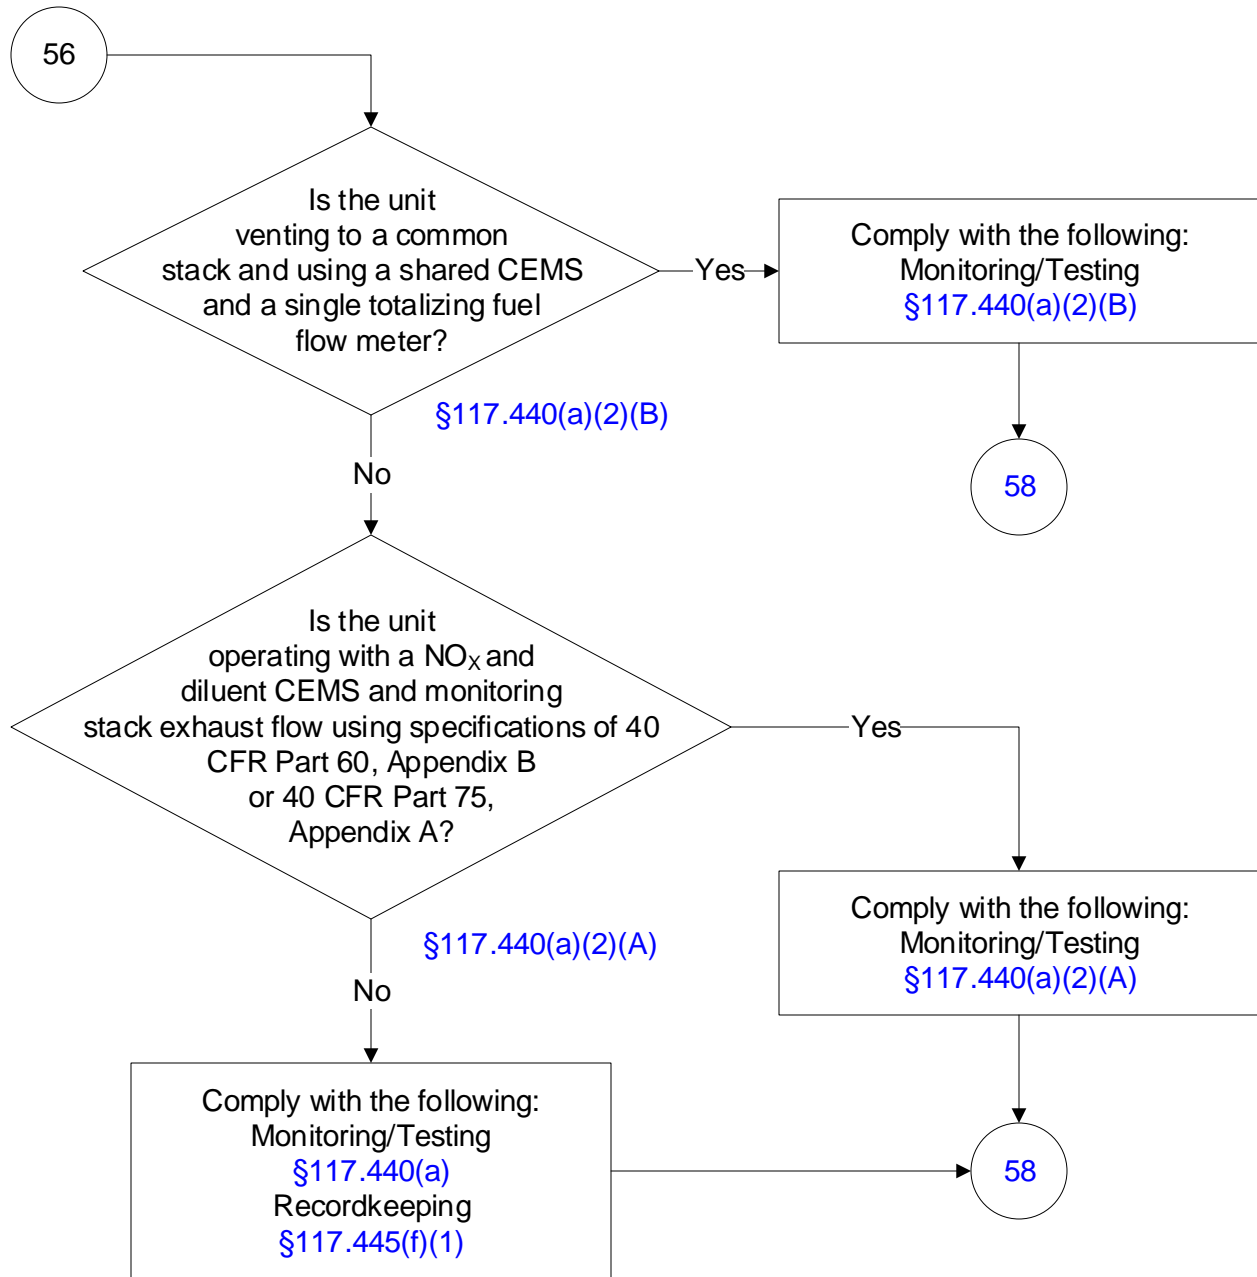 56
Is the unit
venting to a common
stack and using a shared CEMS
and a single totalizing fuel
flow meter?
Yes
Comply with the following:
Monitoring/Testing
§117.440(a)(2)(B)
§117.440(a)(2)(B)
No
58
Is the unit
operating with a NOX and
diluent CEMS and monitoring
stack exhaust flow using specifications of 40
CFR Part 60, Appendix B
or 40 CFR Part 75,
Appendix A?
Yes
Comply with the following:
Monitoring/Testing
§117.440(a)(2)(A)
§117.440(a)(2)(A)
No
Comply with the following:
Monitoring/Testing
§117.440(a)
Recordkeeping
§117.445(f)(1)
58